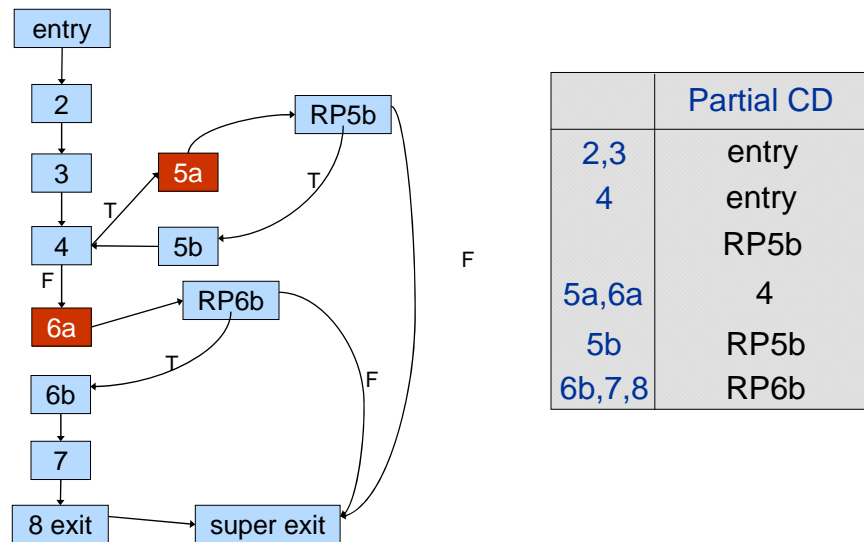 entry
2
3
4
5a
T
5b
RP5b
T
F
F
6a
RP6b
T
F
6b
7
8 exit
super exit
Partial CD
2,3 entry
4 entry
RP5b
5a,6a 4
5b RP5b
6b,7,8 RP6b